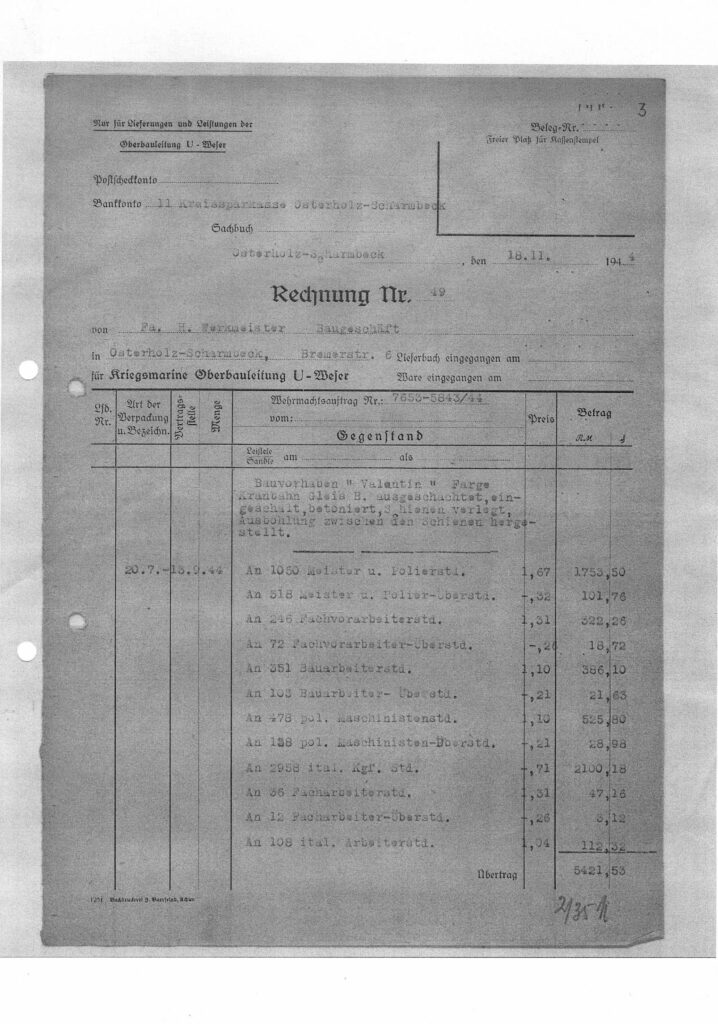 3
Nur für Lieferungen und Leistungen der
Oberbauleitung U - Weser
Beleg-Nr.
Freier Platz für Kassenstempel
Postscheckkonto
Bankkonto 11 Kreissparkasse Osterholz-Scharmbeck
Sachbuch
Osterholz-Scharmbeck , den 18.11. 1944
Rechnung Nr. 49
von Fa. H. Werkmeister Baugeschäft
in Osterholz-Scharmbeck, Bremerstr. 6 Lieferbuch eingegangen am
für Kriegsmarine Oberbauleitung U-Weser Ware eingegangen am
Lfd. Nr. Art der Verpackung u. Bezeichn. Vertragsstelle Menge Wehrmachtsauftrag Nr.: 7653-5843/44 Preis Betrag
vom:
Gegenstand RM
Leistete
Sandte am als
Bauvorhaben " Valentin " Farge
Kranbahn Gleis B. ausgeschachtet, ein-
geschalt, betoniert, Schienen verlegt,
Ausbohlung zwischen den Schienen herge-
stellt.
20.7.-13.9.44 An 1050 Meister u. Polierstd. 1,67 1753,50
An 318 Meister u. Polier-Überstd. -,32 101,76
An 246 Fachvorarbeiterstd. 1,31 322,26
An 72 Fachvorarbeiter-Überstd. -,26 18,72
An 351 Bauarbeiterstd. 1,10 386,10
An 103 Bauarbeiter- Überstd. -,21 21,63
An 478 pol. Maschinistenstd. 1,10 525,80
An 138 pol. Maschinisten-Überstd. -,21 28,98
An 2958 ital. Kgf. Std. -,71 2100,18
An 36 Facharbeiterstd. 1,31 47,16
An 12 Facharbeiter-Überstd. -,26 3,12
An 108 ital. Arbeiterstd. 1,04 112,32
Übertrag 5421,53